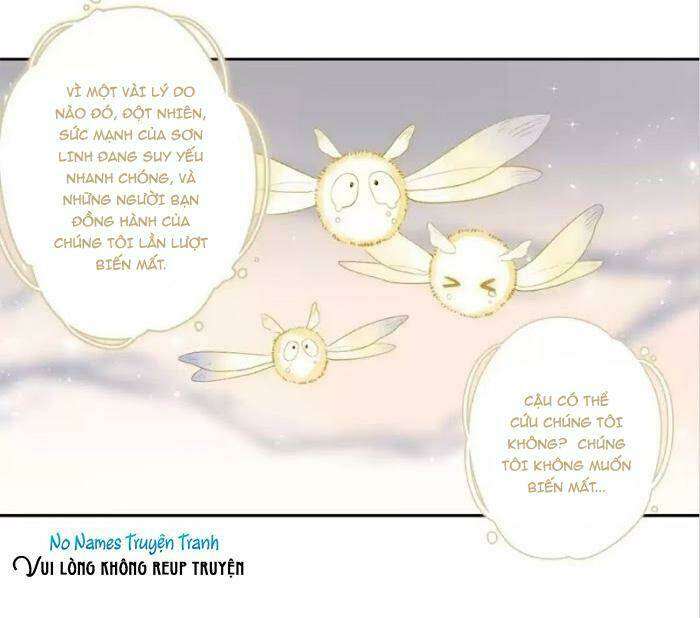 VÌ MỘT VÀI LÝ DO
NÀO ĐÓ, ĐỘT NHIÊN,
SỨC MẠNH CỦA SƠN
LINH ĐANG SUY YẾU
NHANH CHÓNG, VÀ
NHỮNG NGƯỜI BẠN
ĐỒNG HÀNH CỦA
CHÚNG TÔI LẦN LƯỢT
BIẾN MẤT.
CẬU CÓ THỂ
CỨU CHÚNG TÔI
KHÔNG? CHÚNG
TÔI KHÔNG MUỐN
BIẾN MẤT...
No Names Truyện Tranh
VUI LÒNG KHÔNG REUP TRUYỆN